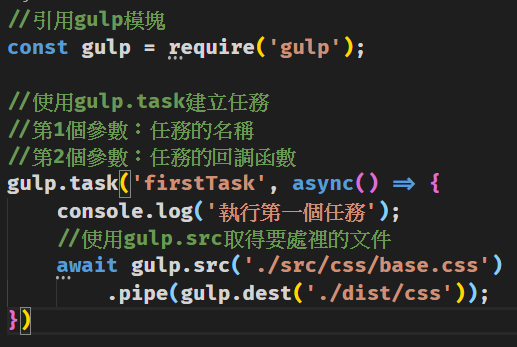 //引用gulp模塊
const gulp = require('gulp');
//使用gulp.task建立任務
//第1個參數：任務的名稱
//第2個參數：任務的回調函數
gulp.task('firstTask', async() => {
console.log('執行第一個任務');
//使用gulp.src取得要處裡的文件
await gulp.src('./src/css/base.css')
.pipe(gulp.dest('./dist/css'));
})